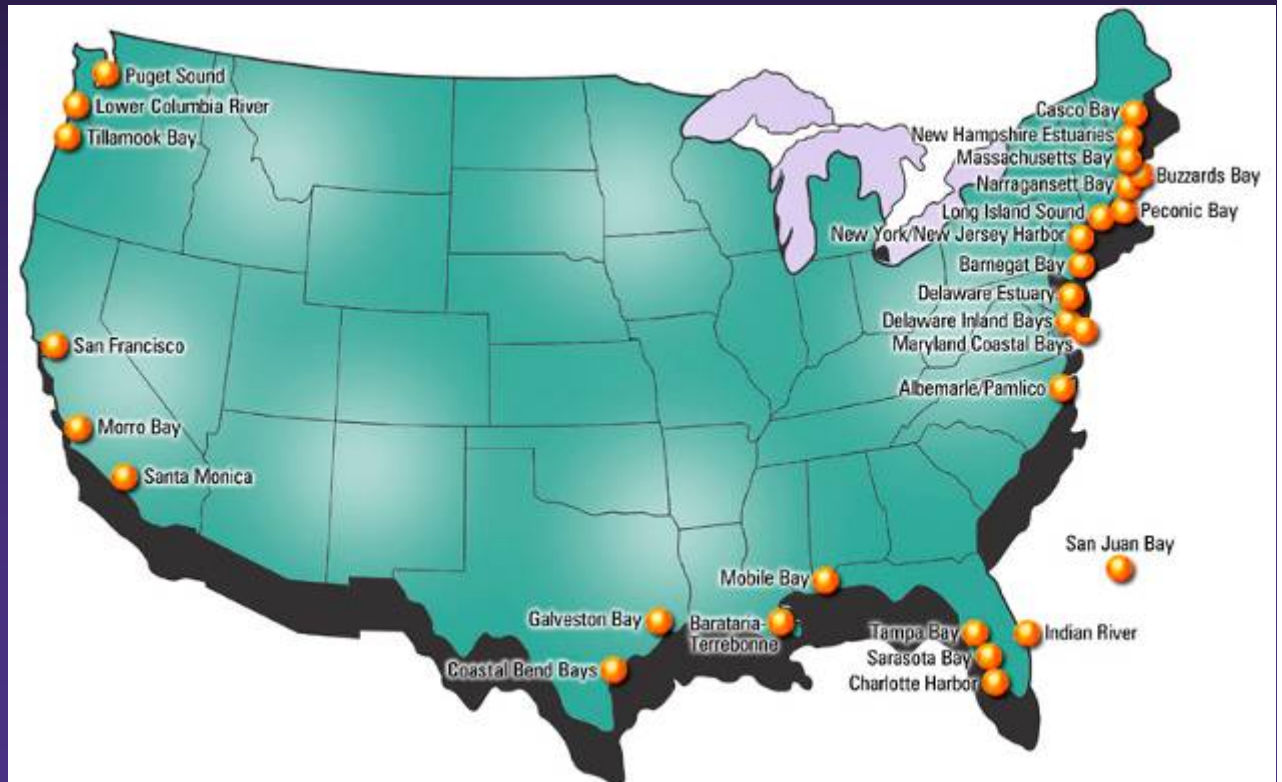 Puget Sound
Lower Columbia River
Tillamook Bay
San Francisco
Morro Bay
Santa Monica
Casco Bay
New Hampshire Estuaries
Massachusetts Bay
Buzzards Bay
Narragansett Bay
Long Island Sound
Peconic Bay
New York/New Jersey Harbor
Barnegat Bay
Delaware Estuary
Delaware Inland Bays
Maryland Coastal Bays
Albemarle/Pamlico
San Juan Bay
Mobile Bay
Galveston Bay
Barataria-
Terrebonne
Coastal Bend Bays
Tampa Bay
Indian River
Sarasota Bay
Charlotte Harbor